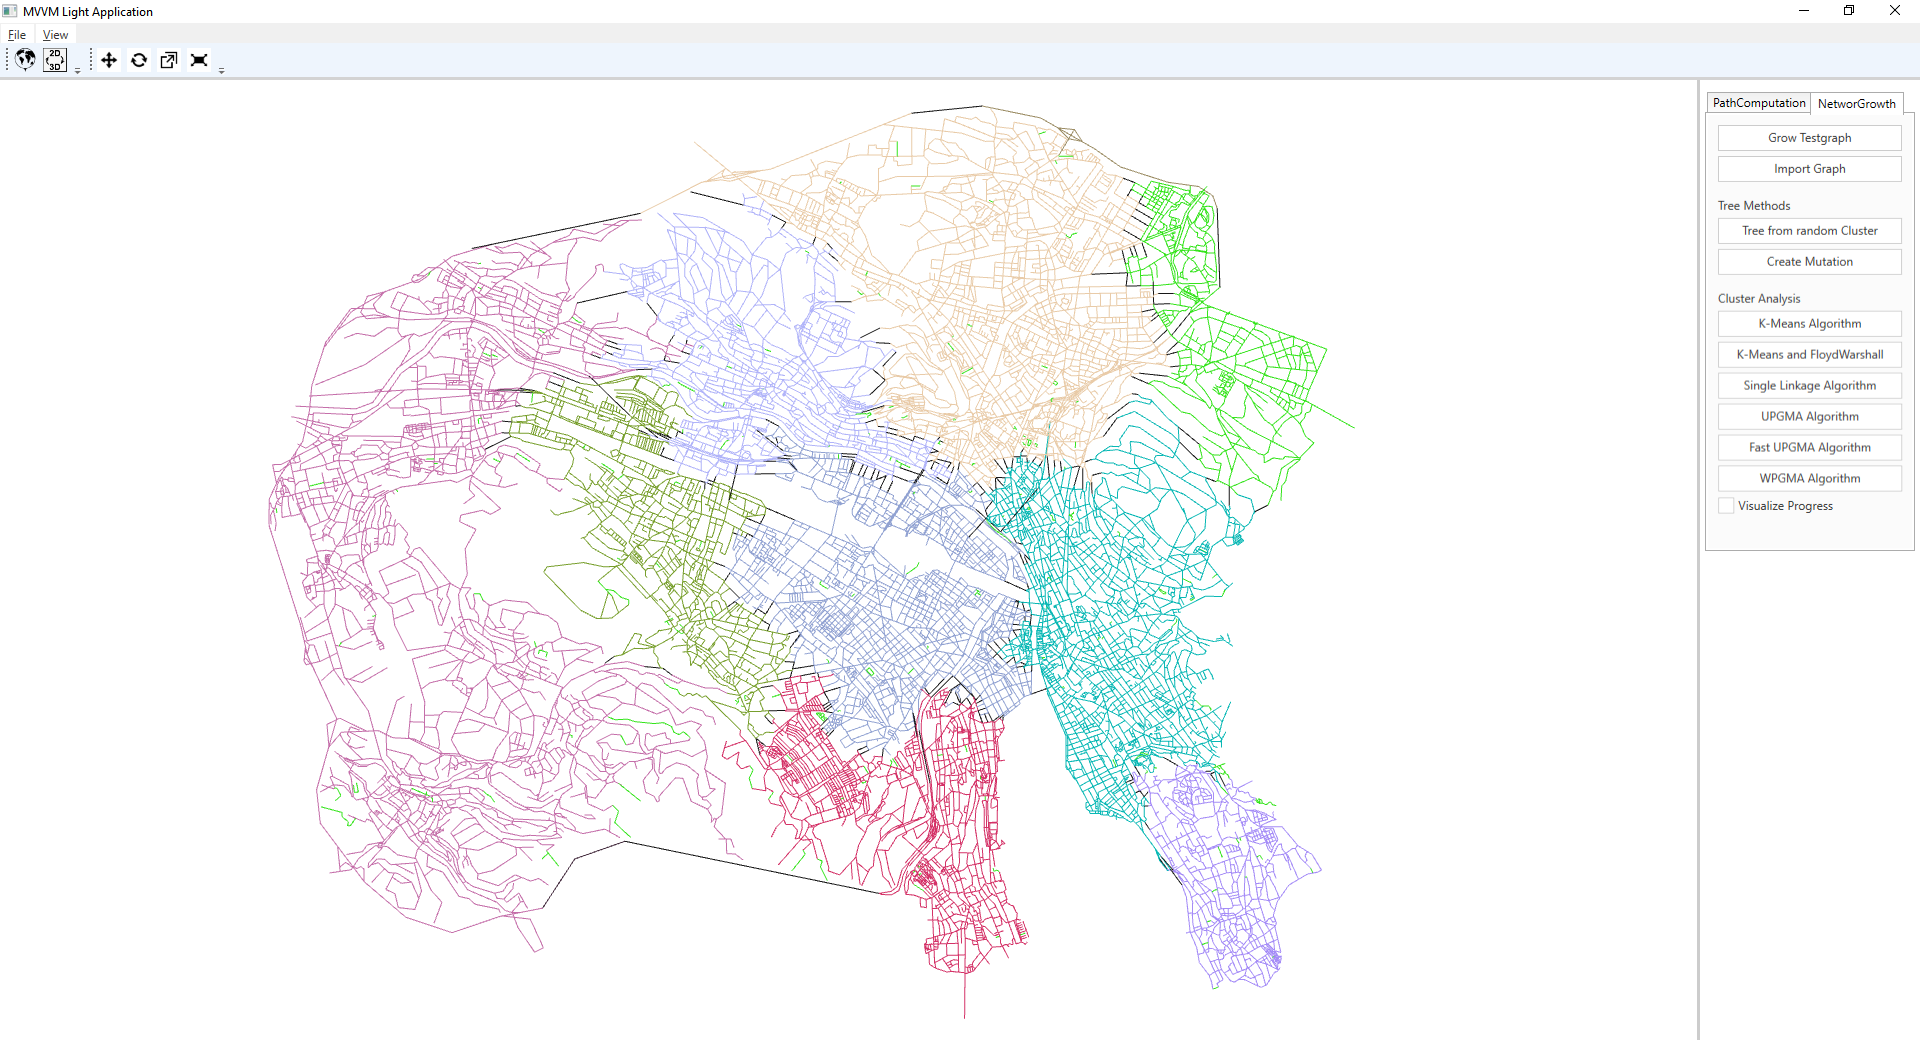 MVVM Light Application
File View
2D
3D
PathComputation NetworGrowth
Grow Testgraph
Import Graph
Tree Methods
Tree from random Cluster
Create Mutation
Cluster Analysis
K-Means Algorithm
K-Means and FloydWarshall
Single Linkage Algorithm
UPGMA Algorithm
Fast UPGMA Algorithm
WPGMA Algorithm
Visualize Progress